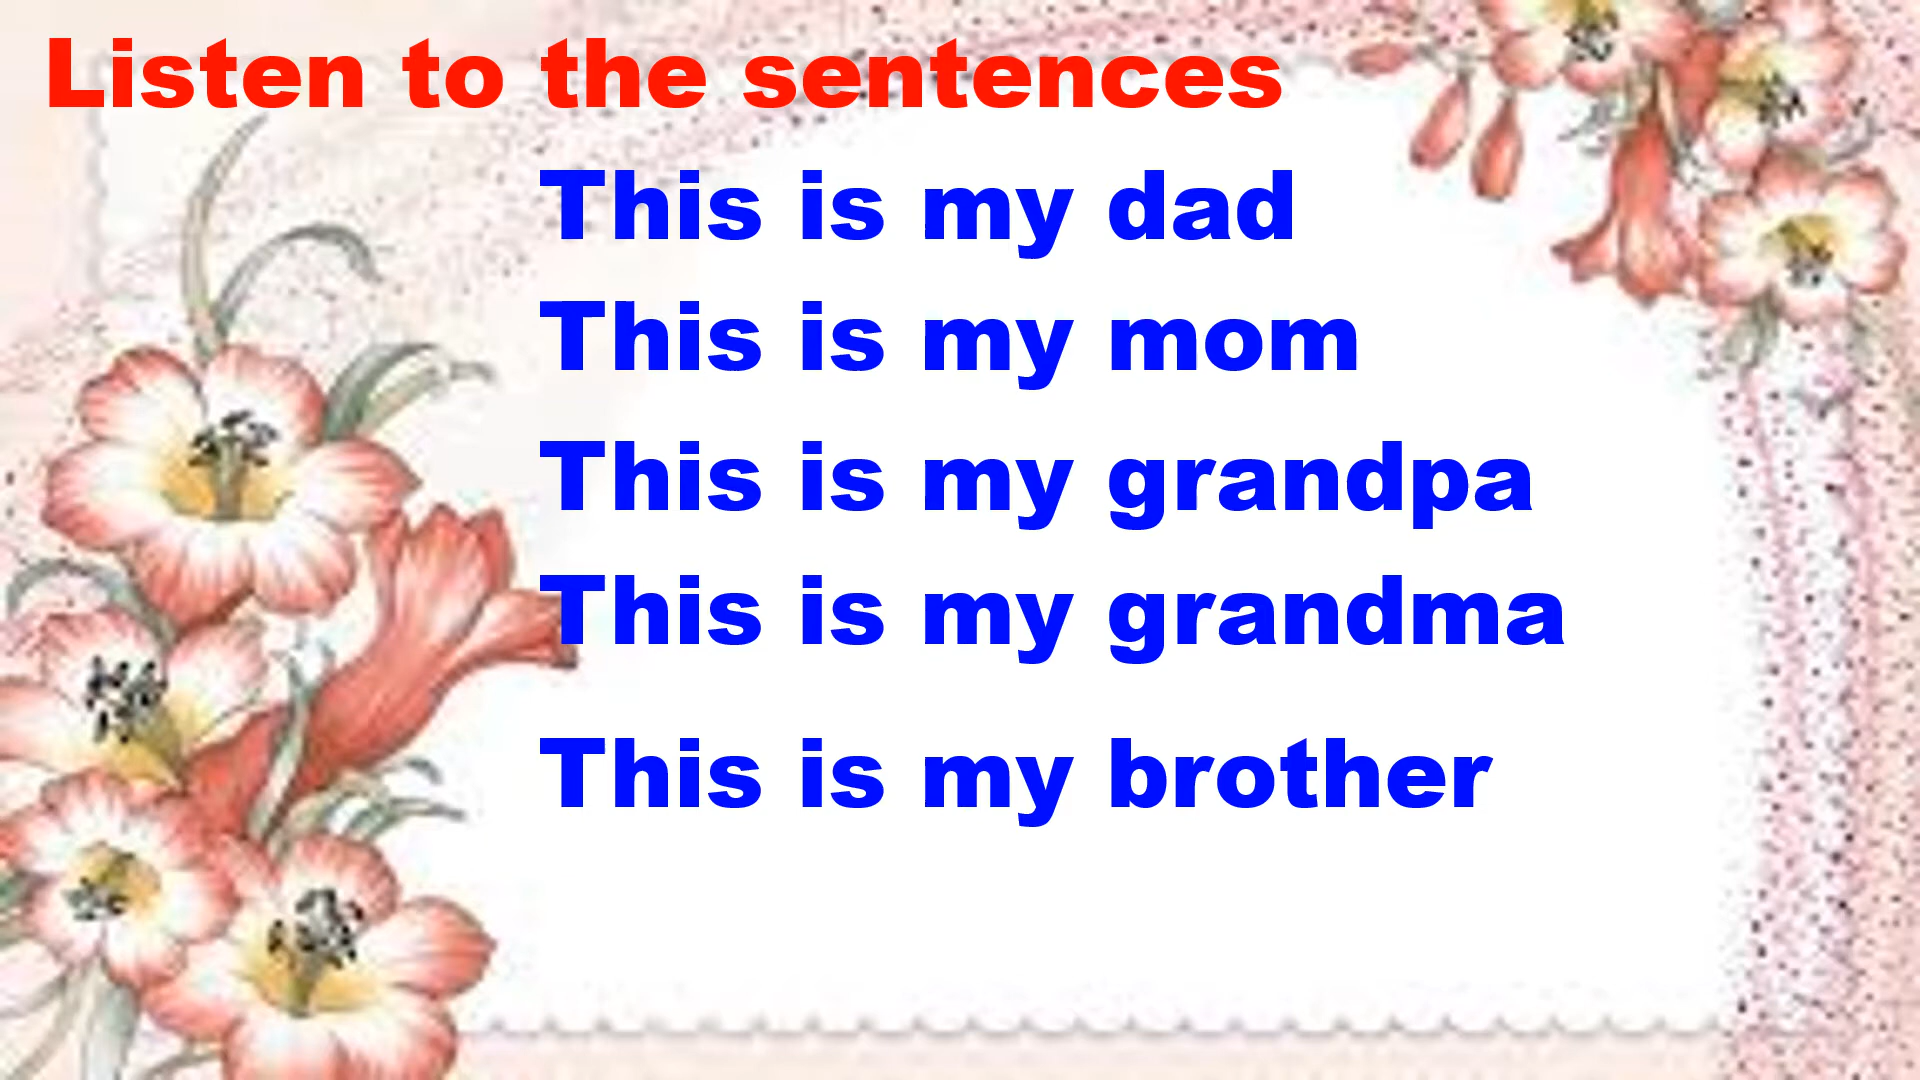 Listen to the sentences
This is my dad
This is my mom
This is my grandpa
This is my grandma
This is my brother